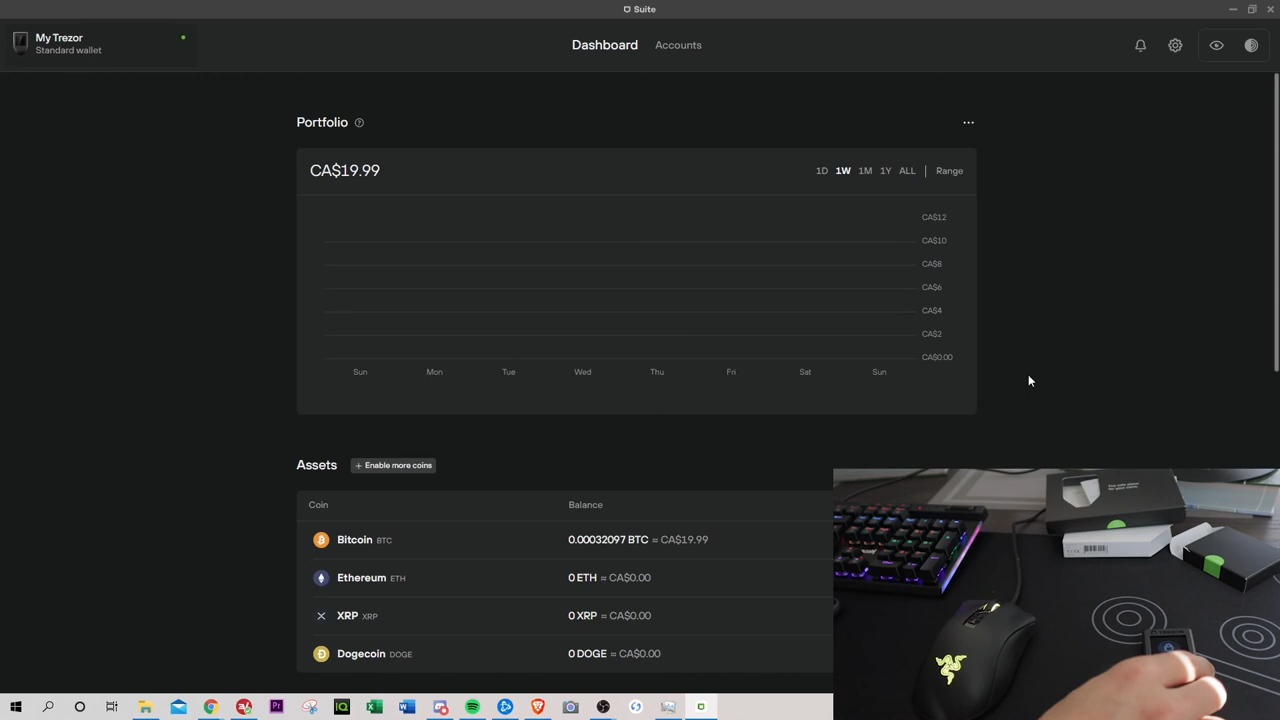 Suite
My Trezor
Standard wallet
Dashboard Accounts
Portfolio
CA$19.99
1D 1W 1M 1Y ALL | Range
CA$12
CA$10
CA$8
CA$6
CA$4
CA$2
CA$0.00
Sun Mon Tue Wed Thu Fri Sat Sun
Assets + Enable more coins
Coin Balance
Bitcoin BTC 0.00032097 BTC ≈ CA$19.99
Ethereum ETH 0 ETH ≈ CA$0.00
XRP XRP 0 XRP ≈ CA$0.00
Dogecoin DOGE 0 DOGE ≈ CA$0.00